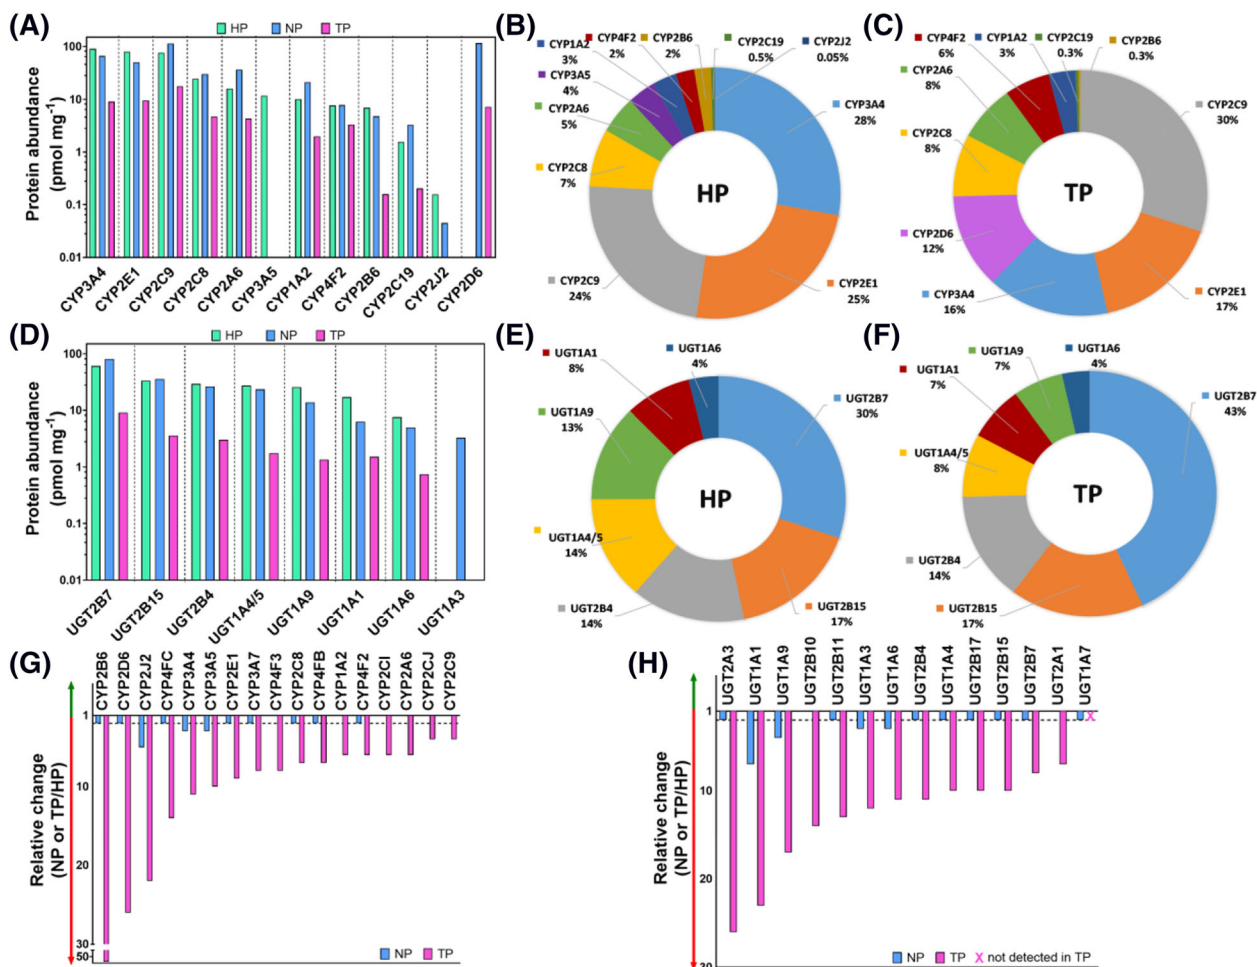 (A)
HP NP TP
Protein abundance
(pmol mg⁻¹)
100
10
1
0.1
0.01
CYP3A4
CYP2E1
CYP2C9
CYP2C8
CYP2A6
CYP3A5
CYP1A2
CYP4F2
CYP2B6
CYP2C19
CYP2J2
CYP2D6
(B)
HP
CYP3A4
28%
CYP2E1
25%
CYP2C9
24%
CYP2C8
7%
CYP2A6
5%
CYP3A5
4%
CYP1A2
3%
CYP4F2
2%
CYP2B6
2%
CYP2C19
0.5%
CYP2J2
0.05%
(C)
TP
CYP2C9
30%
CYP2E1
17%
CYP3A4
16%
CYP2D6
12%
CYP2C8
8%
CYP2A6
8%
CYP4F2
6%
CYP1A2
3%
CYP2C19
0.3%
CYP2B6
0.3%
(D)
HP NP TP
Protein abundance
(pmol mg⁻¹)
100
10
1
0.1
0.01
UGT2B7
UGT2B15
UGT2B4
UGT1A4/5
UGT1A9
UGT1A1
UGT1A6
UGT1A3
(E)
HP
UGT2B7
30%
UGT2B15
17%
UGT2B4
14%
UGT1A4/5
14%
UGT1A9
13%
UGT1A1
8%
UGT1A6
4%
(F)
TP
UGT2B7
43%
UGT2B15
17%
UGT2B4
14%
UGT1A4/5
8%
UGT1A1
7%
UGT1A9
7%
UGT1A6
4%
(G)
CYP2B6
CYP2D6
CYP2J2
CYP4FC
CYP3A4
CYP3A5
CYP2E1
CYP3A7
CYP4F3
CYP2C8
CYP4FB
CYP1A2
CYP4F2
CYP2CI
CYP2A6
CYP2CJ
CYP2C9
Relative change
(NP or TP/HP)
1
10
20
30
50
NP TP
(H)
UGT2A3
UGT1A1
UGT1A9
UGT2B10
UGT2B11
UGT1A3
UGT1A6
UGT2B4
UGT1A4
UGT2B17
UGT2B15
UGT2B7
UGT2A1
UGT1A7
Relative change
(NP or TP/HP)
1
10
20
30
X
NP TP X not detected in TP